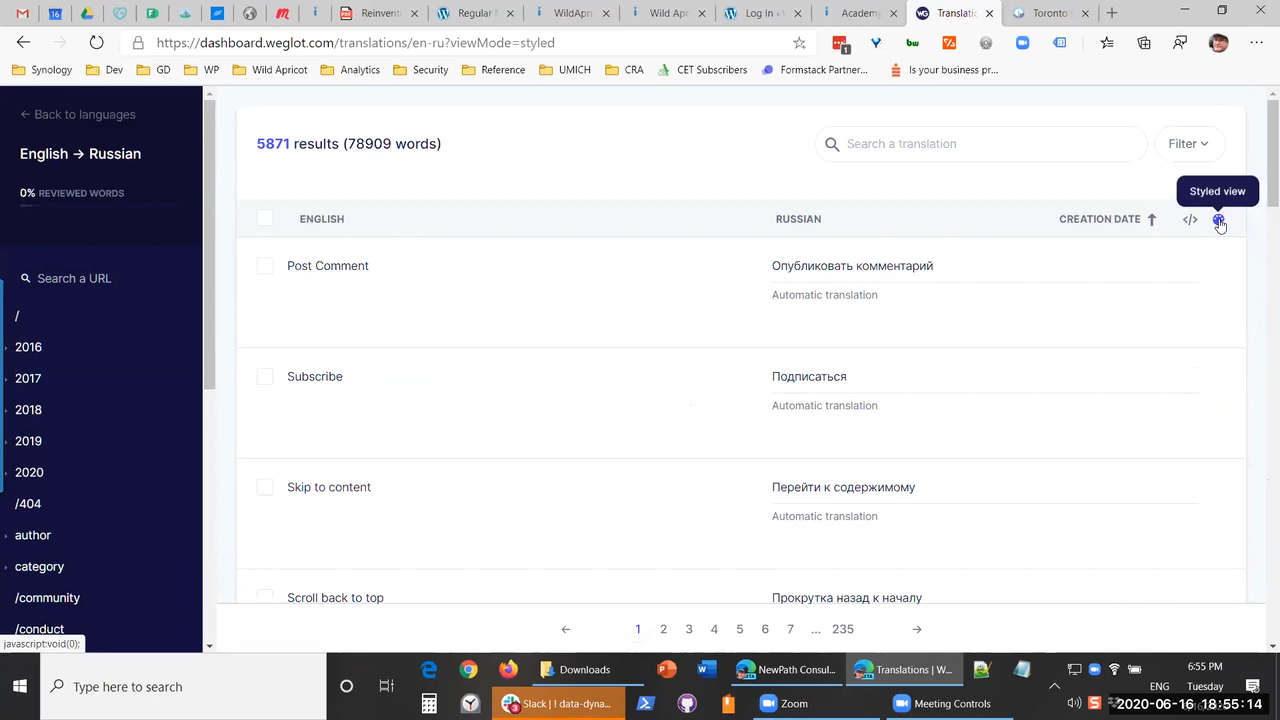 Reinvent
Regular M
WildApri
Wild Apr
Log In ‹
Academy
WG
Translatio
Toronto's
https://dashboard.weglot.com/translations/en-ru?viewMode=styled
1
Synology
Dev
GD
WP
Wild Apricot
Analytics
Security
Reference
UMICH
CRA
CET Subscribers
Formstack Partner...
Is your business pr...
← Back to languages
English → Russian
0% REVIEWED WORDS
Search a URL
/
2016
2017
2018
2019
2020
/404
author
category
/community
/conduct
javascript:void(0);
5871 results (78909 words)
Search a translation
Filter
Styled view
ENGLISH
RUSSIAN
CREATION DATE
</>
Post Comment
Опубликовать комментарий
Automatic translation
Subscribe
Подписаться
Automatic translation
Skip to content
Перейти к содержимому
Automatic translation
Scroll back to top
Прокрутка назад к началу
← 1 2 3 4 5 6 7 ... 235 →
Type here to search
Downloads
NewPath Consul...
Translations | W...
Slack | ! data-dyna...
Zoom
Meeting Controls
ENG
6:55 PM
Tuesday
2020-06-16 18:55:14